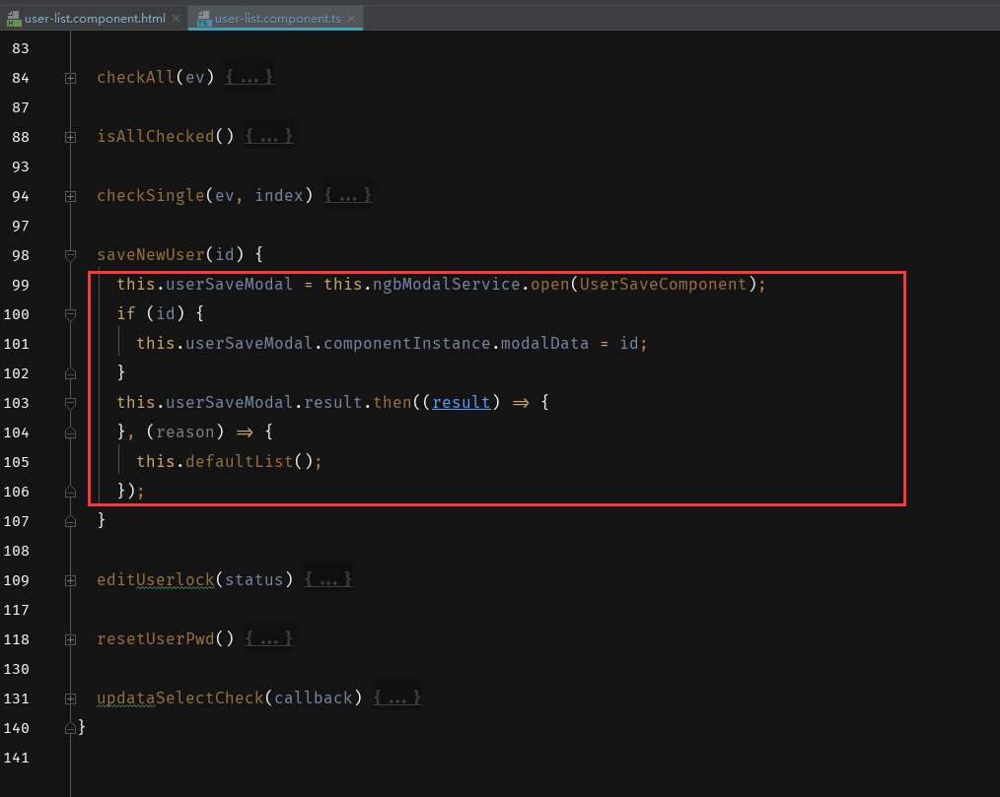 user-list.component.html × user-list.component.ts ×
83
84 checkAll(ev) {...}
87
88 isAllChecked() {...}
93
94 checkSingle(ev, index) {...}
97
98 saveNewUser(id) {
99 this.userSaveModal = this.ngbModalService.open(UserSaveComponent);
100 if (id) {
101 this.userSaveModal.componentInstance.modalData = id;
102 }
103 this.userSaveModal.result.then((result) => {
104 }, (reason) => {
105 this.defaultList();
106 });
107 }
108
109 editUserlock(status) {...}
117
118 resetUserPwd() {...}
130
131 updataSelectCheck(callback) {...}
140 }
141